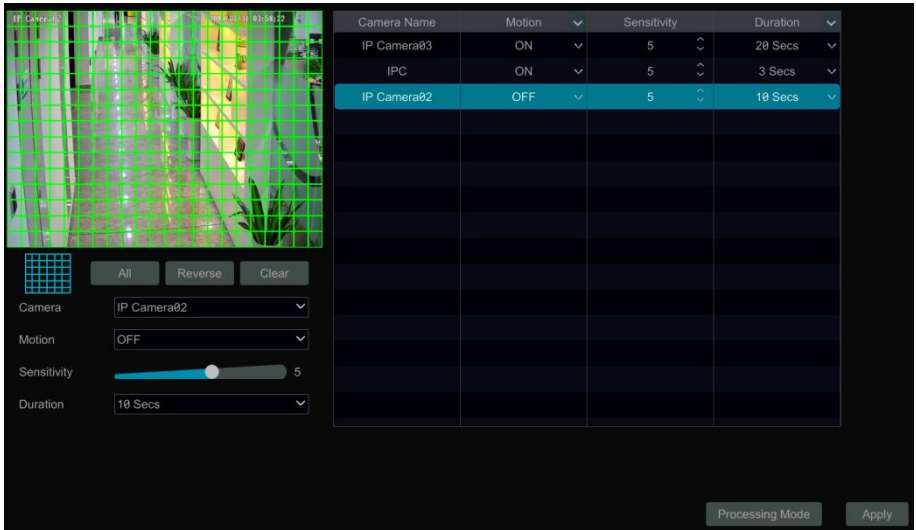 IP Camera02
Camera Name Motion Sensitivity Duration
IP Camera03 ON 5 20 Secs
IPC ON 5 3 Secs
IP Camera02 OFF 5 10 Secs
All Reverse Clear
Camera IP Camera02
Motion OFF
Sensitivity 5
Duration 10 Secs
Processing Mode Apply